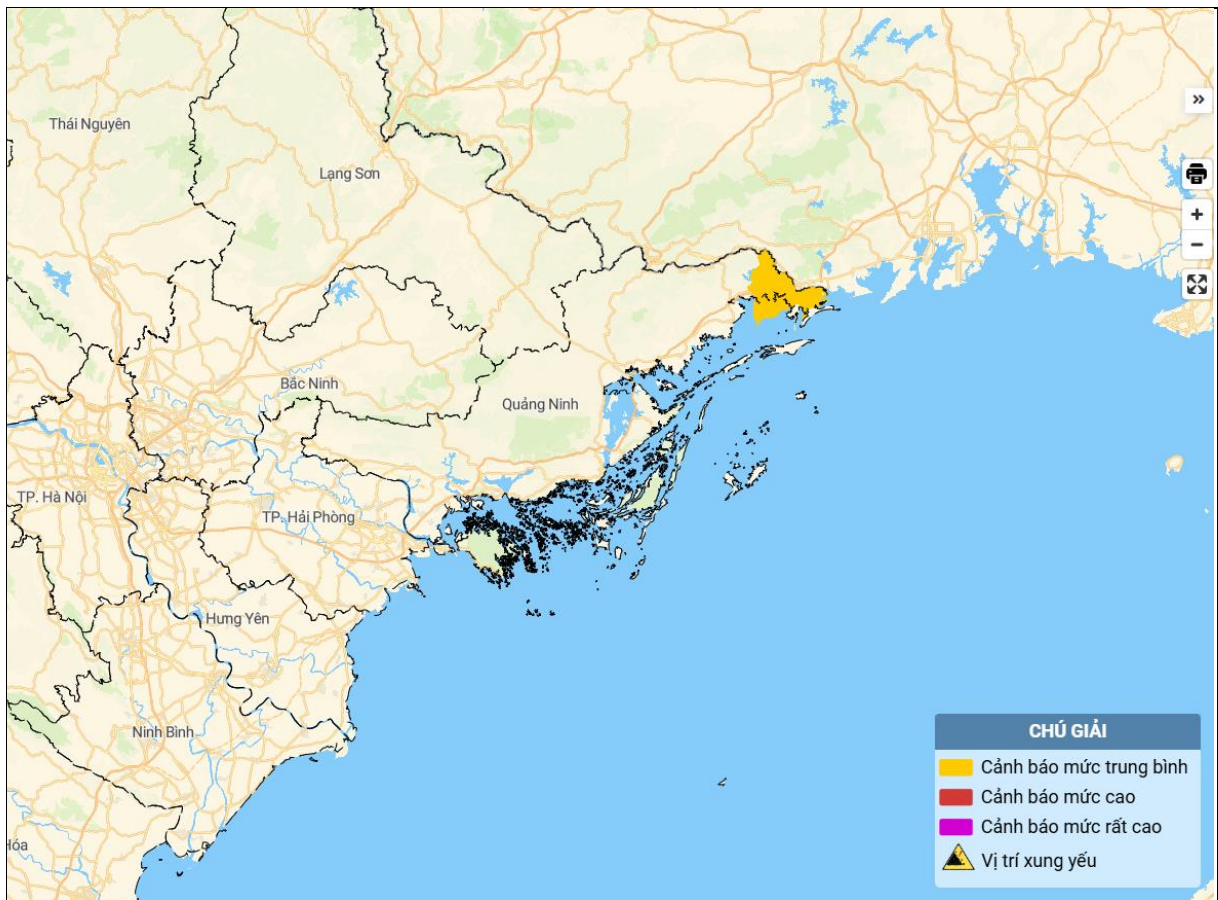 Thái Nguyên
Lạng Sơn
Bắc Ninh
Quảng Ninh
TP. Hà Nội
TP. Hải Phòng
Hưng Yên
Ninh Bình
Hóa
»
+
−
CHÚ GIẢI
Cảnh báo mức trung bình
Cảnh báo mức cao
Cảnh báo mức rất cao
Vị trí xung yếu